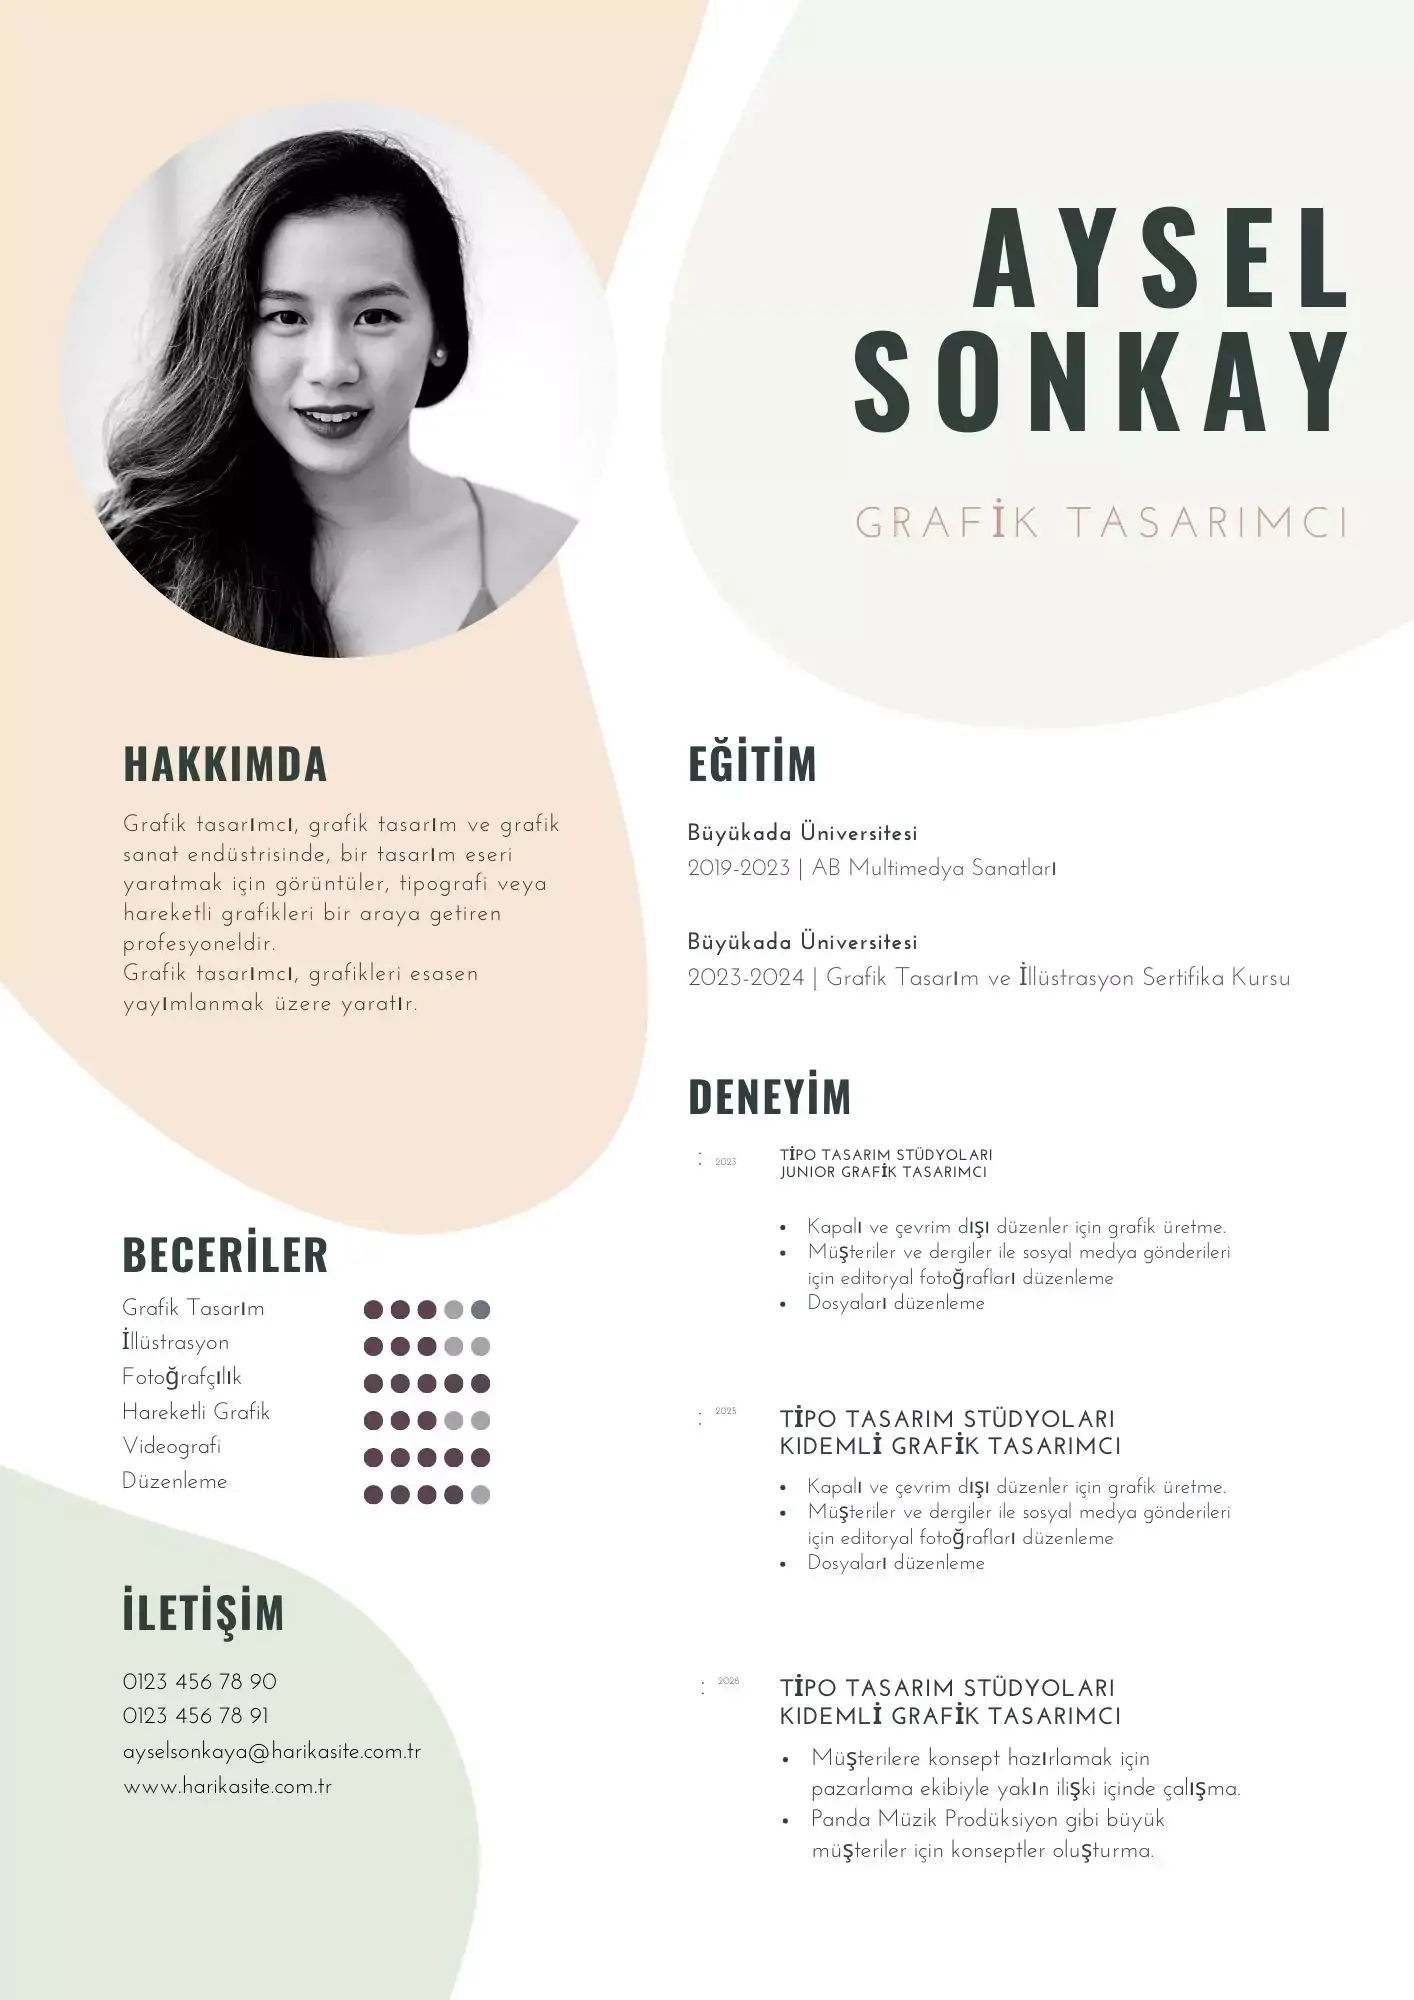 AYSEL
SONKAY
GRAFİK TASARIMCI
HAKKIMDA
Grafik tasarımcı, grafik tasarım ve grafik
sanat endüstrisinde, bir tasarım eseri
yaratmak için görüntüler, tipografi veya
hareketli grafikleri bir araya getiren
profesyoneldir.
Grafik tasarımcı, grafikleri esasen
yayımlanmak üzere yaratır.
BECERİLER
Grafik Tasarım
İllüstrasyon
Fotoğrafçılık
Hareketli Grafik
Videografi
Düzenleme
İLETİŞİM
0123 456 78 90
0123 456 78 91
ayselsonkaya@harikasite.com.tr
www.harikasite.com.tr
EĞİTİM
Büyükada Üniversitesi
2019-2023 | AB Multimedya Sanatları
Büyükada Üniversitesi
2023-2024 | Grafik Tasarım ve İllüstrasyon Sertifika Kursu
DENEYİM
: 2023
TİPO TASARIM STÜDYOLARI
JUNIOR GRAFİK TASARIMCI
• Kapalı ve çevrim dışı düzenler için grafik üretme.
• Müşteriler ve dergiler ile sosyal medya gönderileri
için editoryal fotoğrafları düzenleme
• Dosyaları düzenleme
: 2025
TİPO TASARIM STÜDYOLARI
KIDEMLİ GRAFİK TASARIMCI
• Kapalı ve çevrim dışı düzenler için grafik üretme.
• Müşteriler ve dergiler ile sosyal medya gönderileri
için editoryal fotoğrafları düzenleme
• Dosyaları düzenleme
: 2028
TİPO TASARIM STÜDYOLARI
KIDEMLİ GRAFİK TASARIMCI
• Müşterilere konsept hazırlamak için
pazarlama ekibiyle yakın ilişki içinde çalışma.
• Panda Müzik Prodüksiyon gibi büyük
müşteriler için konseptler oluşturma.